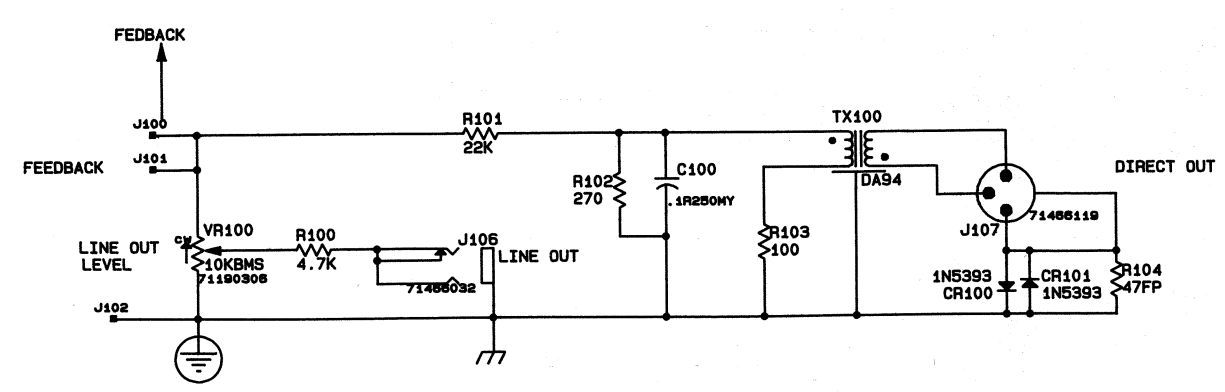 FEDBACK
J100
J101
FEEDBACK
R101
22K
TX100
DA94
C100
.1R250MY
R102
270
R103
100
DIRECT OUT
71466119
J107
VR100
CW
LINE OUT
LEVEL
10KBMS
71190306
R100
4.7K
J106
LINE OUT
71466032
1N5393
CR100
CR101
1N5393
R104
47FP
J102